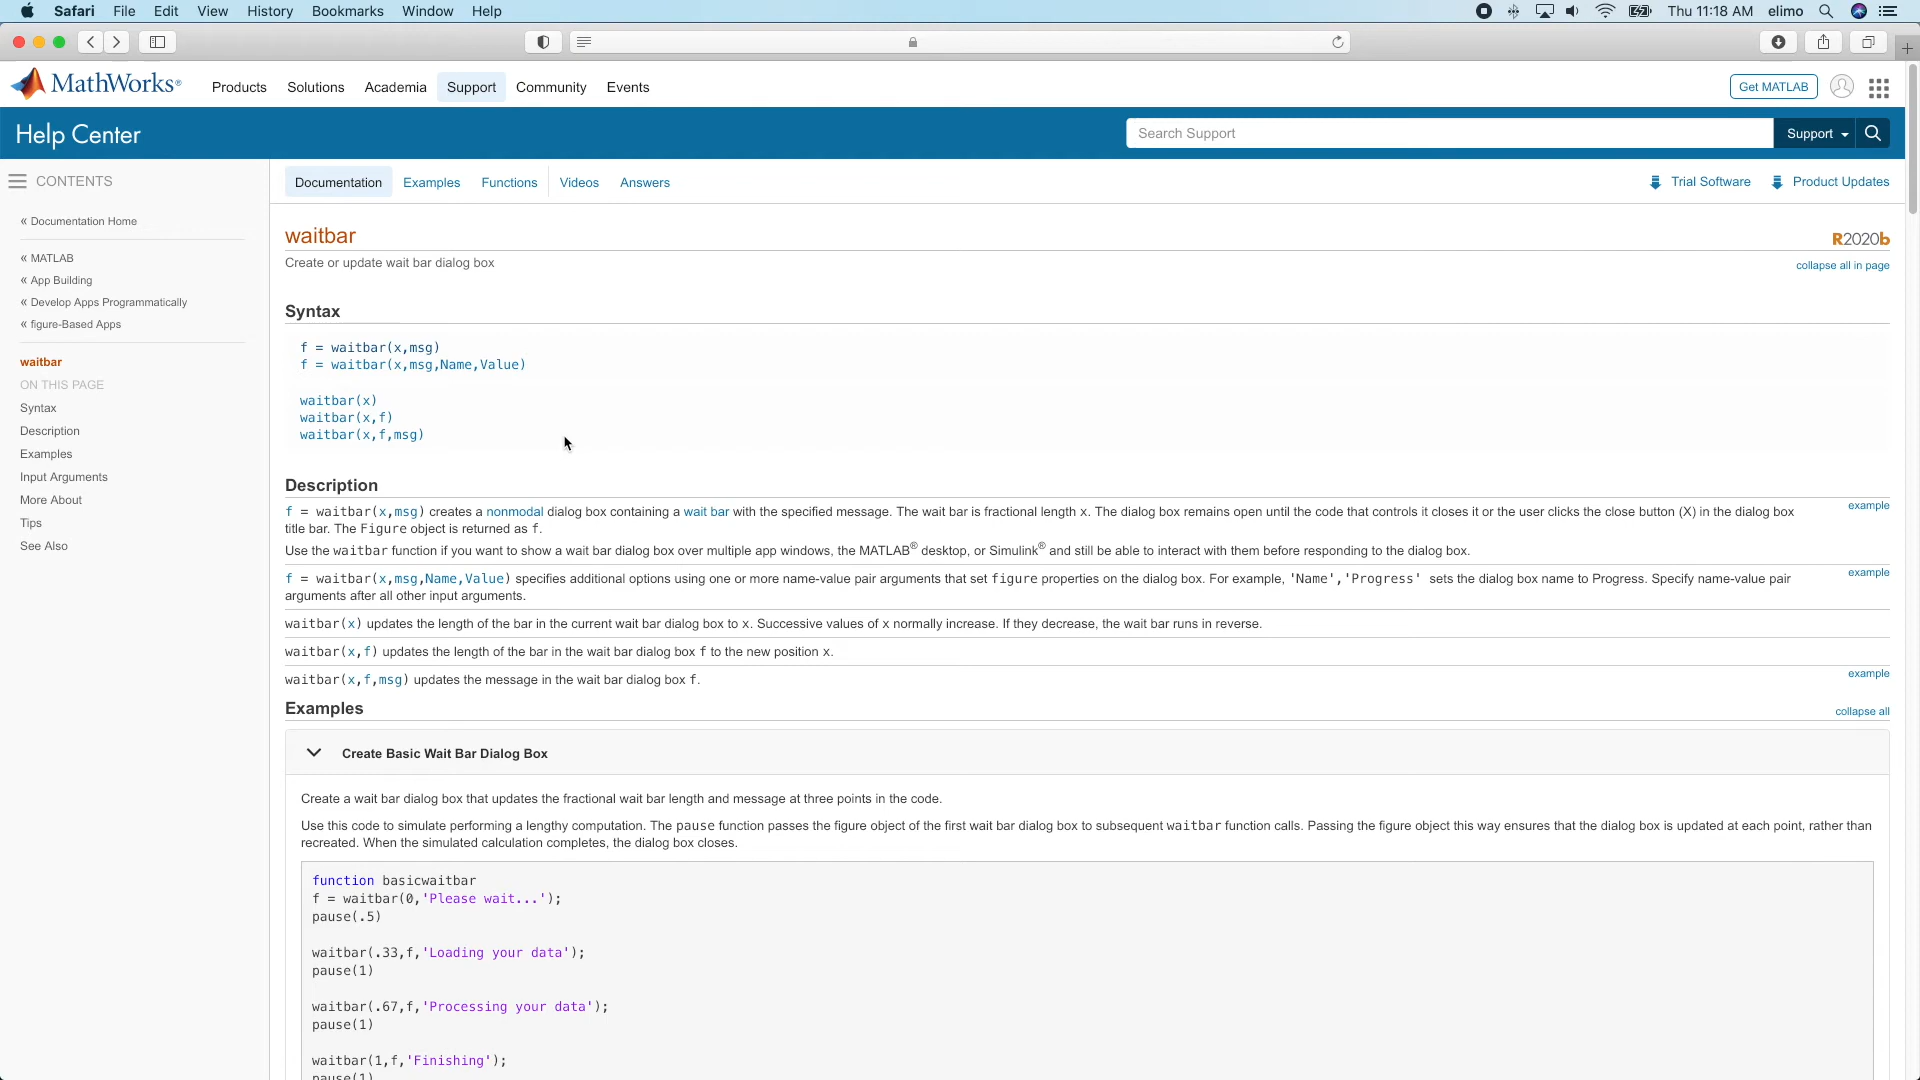 Safari File Edit View History Bookmarks Window Help Thu 11:18 AM elimo
MathWorks® Products Solutions Academia Support Community Events Get MATLAB
Help Center Search Support Support
CONTENTS
« Documentation Home
« MATLAB
« App Building
« Develop Apps Programmatically
« figure-Based Apps
waitbar
ON THIS PAGE
Syntax
Description
Examples
Input Arguments
More About
Tips
See Also
Documentation Examples Functions Videos Answers Trial Software Product Updates
waitbar R2020b
Create or update wait bar dialog box collapse all in page
Syntax
f = waitbar(x,msg)
f = waitbar(x,msg,Name,Value)
waitbar(x)
waitbar(x,f)
waitbar(x,f,msg)
Description
f = waitbar(x,msg) creates a nonmodal dialog box containing a wait bar with the specified message. The wait bar is fractional length x. The dialog box remains open until the code that controls it closes it or the user clicks the close button (X) in the dialog box example
title bar. The Figure object is returned as f.
Use the waitbar function if you want to show a wait bar dialog box over multiple app windows, the MATLAB® desktop, or Simulink® and still be able to interact with them before responding to the dialog box.
f = waitbar(x,msg,Name,Value) specifies additional options using one or more name-value pair arguments that set figure properties on the dialog box. For example, 'Name','Progress' sets the dialog box name to Progress. Specify name-value pair example
arguments after all other input arguments.
waitbar(x) updates the length of the bar in the current wait bar dialog box to x. Successive values of x normally increase. If they decrease, the wait bar runs in reverse.
waitbar(x,f) updates the length of the bar in the wait bar dialog box f to the new position x.
waitbar(x,f,msg) updates the message in the wait bar dialog box f. example
Examples collapse all
Create Basic Wait Bar Dialog Box
Create a wait bar dialog box that updates the fractional wait bar length and message at three points in the code.
Use this code to simulate performing a lengthy computation. The pause function passes the figure object of the first wait bar dialog box to subsequent waitbar function calls. Passing the figure object this way ensures that the dialog box is updated at each point, rather than
recreated. When the simulated calculation completes, the dialog box closes.
function basicwaitbar
f = waitbar(0,'Please wait...');
pause(.5)
waitbar(.33,f,'Loading your data');
pause(1)
waitbar(.67,f,'Processing your data');
pause(1)
waitbar(1,f,'Finishing');
pause(1)